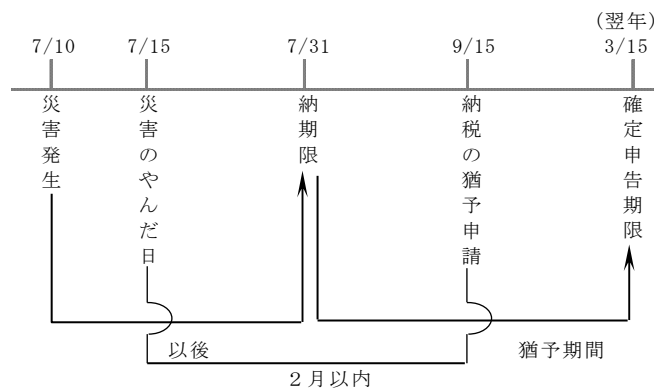 (翌年)
7/10
7/15
7/31
9/15
3/15
災害発生
災害のやんだ日
納期限
納税の猶予申請
確定申告期限
以後
猶予期間
2月以内